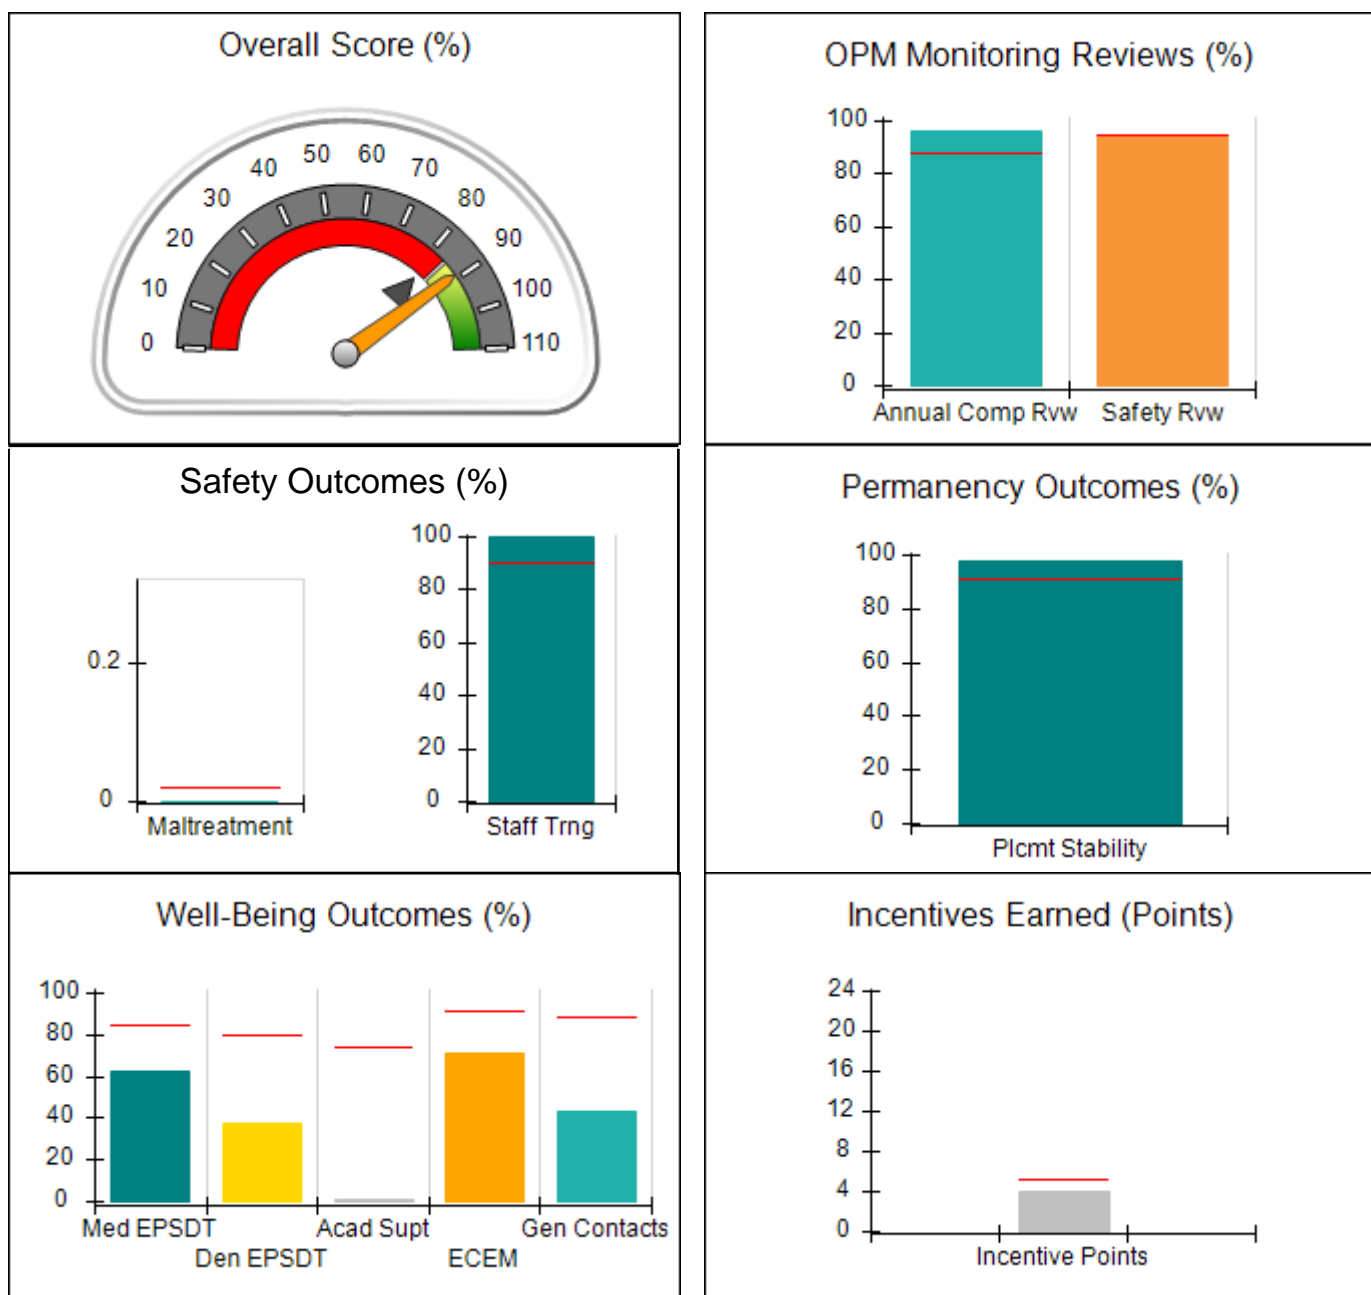 Overall Score (%)
0 10 20 30 40 50 60 70 80 90 100 110
OPM Monitoring Reviews (%)
100
80
60
40
20
0
Annual Comp Rvw Safety Rvw
Safety Outcomes (%)
0.2
0
Maltreatment
100
80
60
40
20
0
Staff Trng
Permanency Outcomes (%)
100
80
60
40
20
0
Plcmt Stability
Well-Being Outcomes (%)
100
80
60
40
20
0
Med EPSDT Acad Supt Gen Contacts
Den EPSDT ECEM
Incentives Earned (Points)
24
20
16
12
8
4
0
Incentive Points